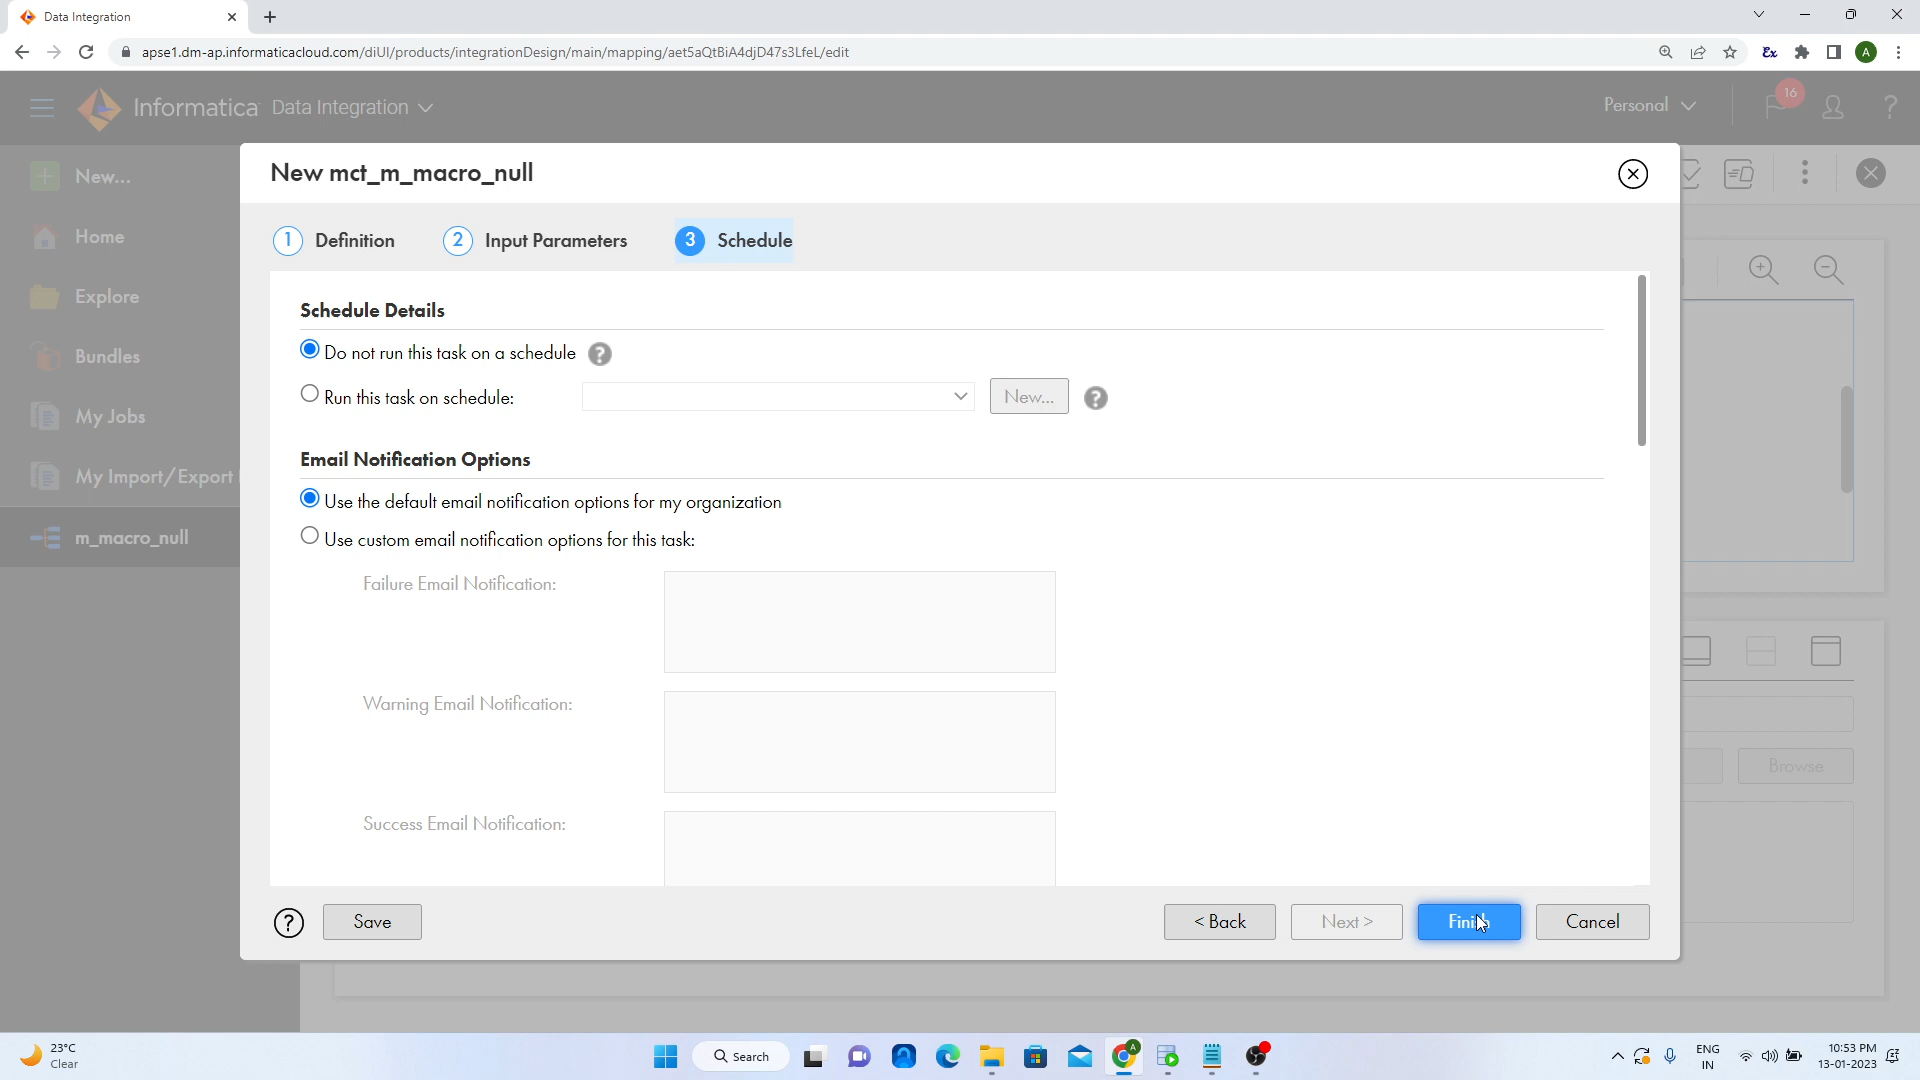 Data Integration
apse1.dm-ap.informaticacloud.com/diUI/products/integrationDesign/main/mapping/aet5aQtBiA4djD47s3LfeL/edit
Ex
A
Informatica Data Integration
Personal
16
?
New...
Home
Explore
Bundles
My Jobs
My Import/Export
m_macro_null
New mct_m_macro_null
1 Definition
2 Input Parameters
3 Schedule
Schedule Details
Do not run this task on a schedule ?
Run this task on schedule:
New... ?
Email Notification Options
Use the default email notification options for my organization
Use custom email notification options for this task:
Failure Email Notification:
Warning Email Notification:
Success Email Notification:
Browse
? Save
< Back
Next >
Finish
Cancel
23°C
Clear
Search
A
ENG
IN
10:53 PM
13-01-2023